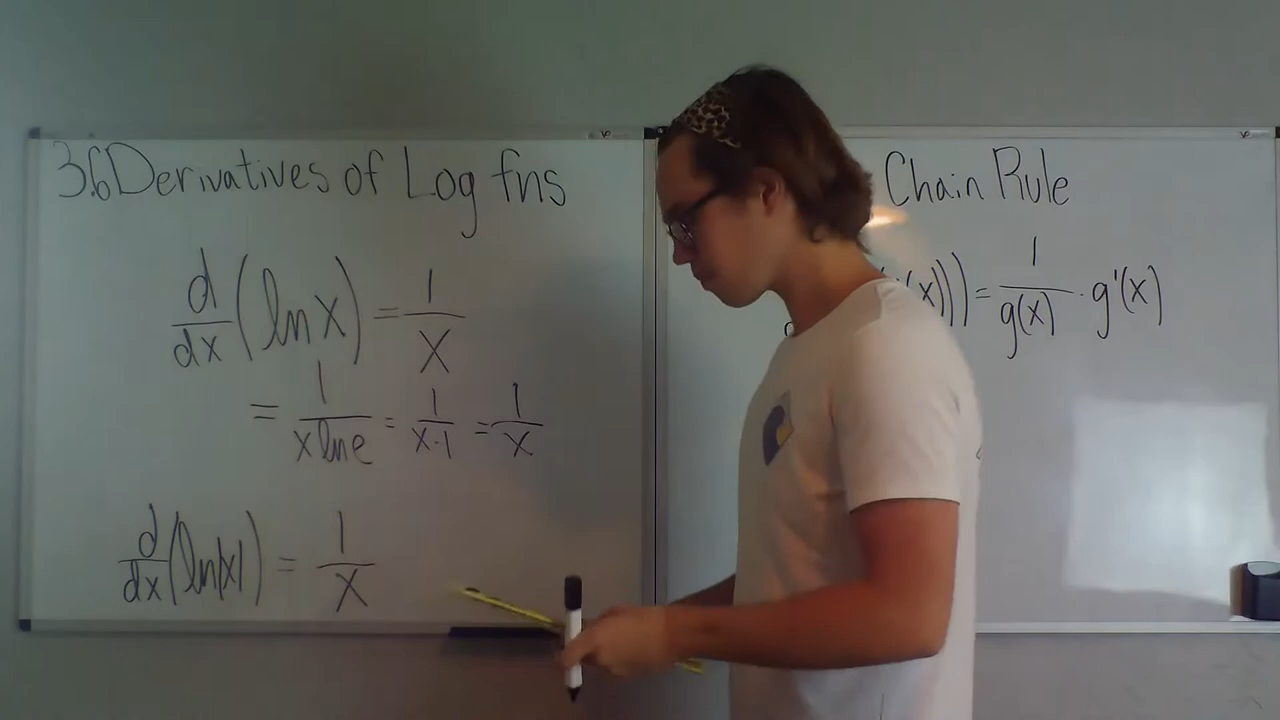 3.6 Derivatives of Log fns
d/dx (ln x) = 1/x
= 1/(x ln e) = 1/(x·1) = 1/x
d/dx (ln|x|) = 1/x
Chain Rule
(x))) = 1/g(x) · g'(x)